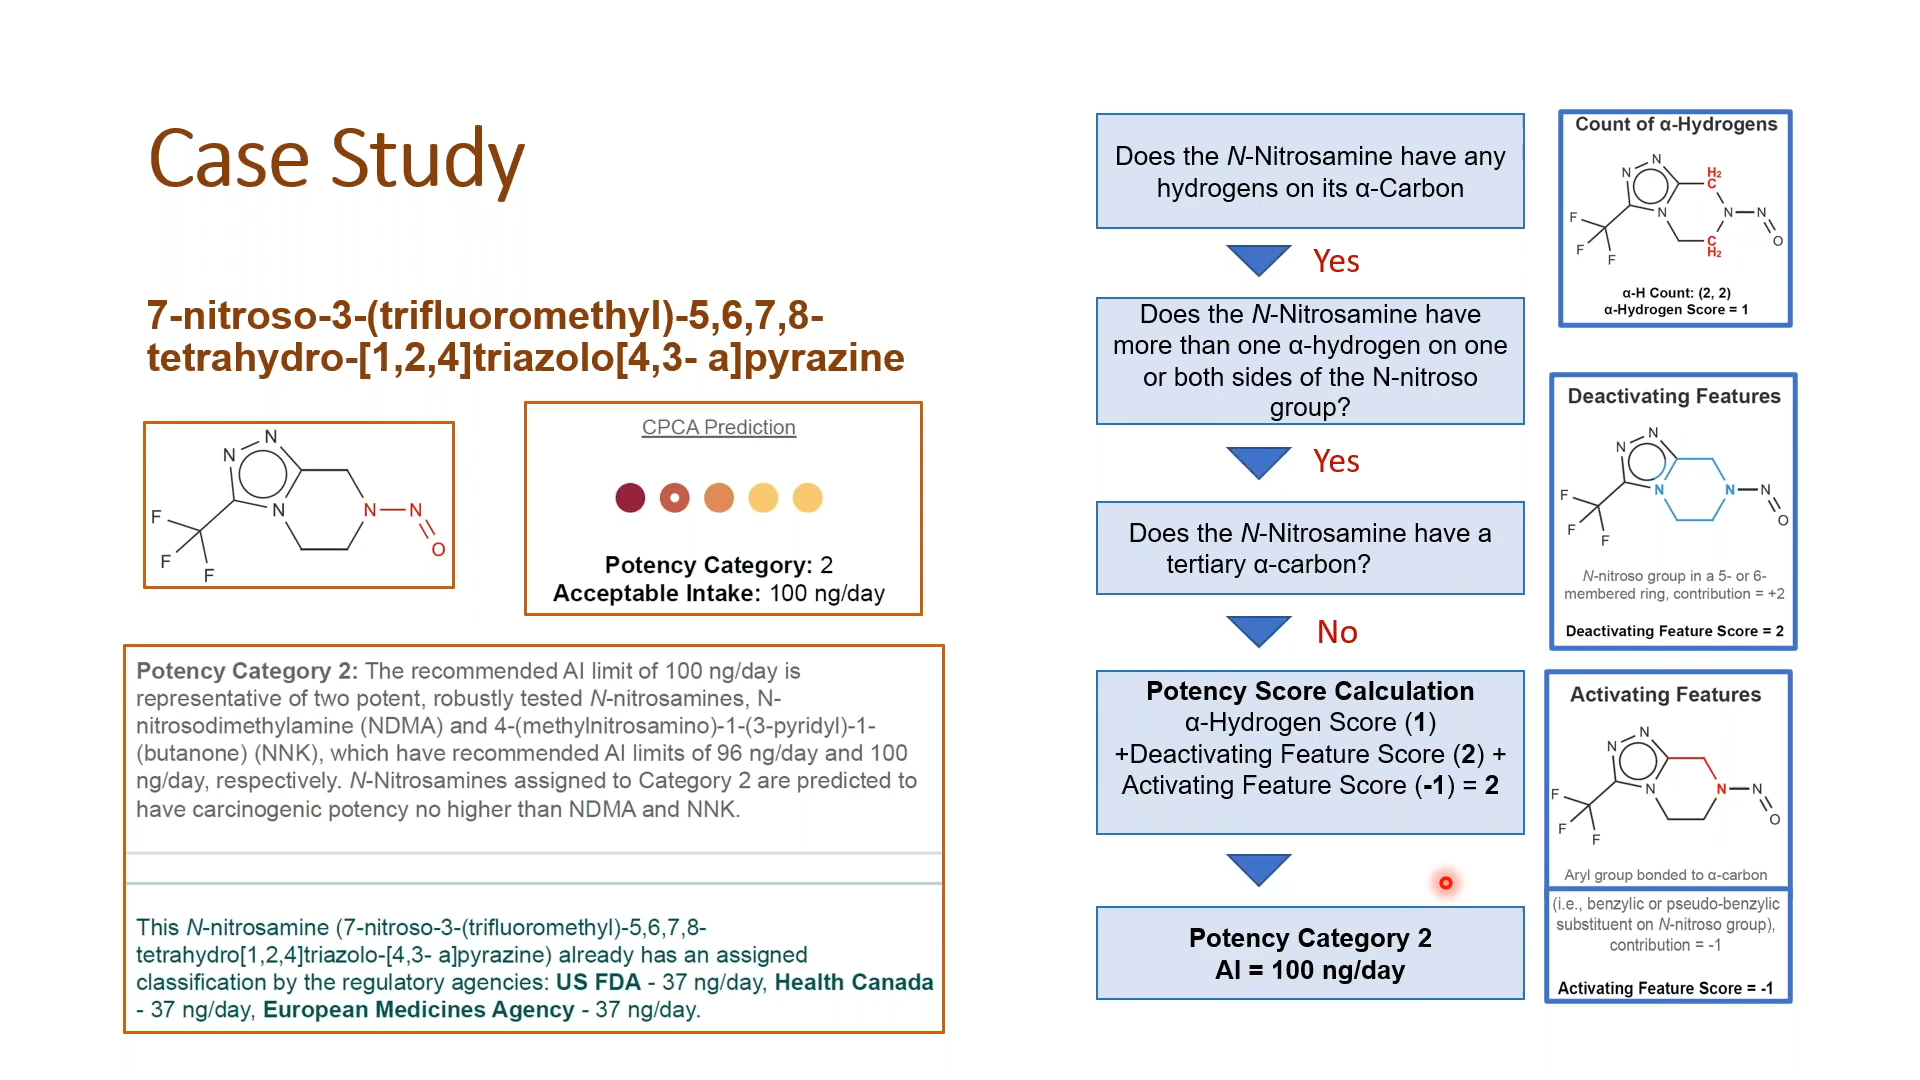 Case Study
7-nitroso-3-(trifluoromethyl)-5,6,7,8-
tetrahydro-[1,2,4]triazolo[4,3- a]pyrazine
N
N
N
N
N
O
F
F
F
CPCA Prediction
Potency Category: 2
Acceptable Intake: 100 ng/day
Potency Category 2: The recommended AI limit of 100 ng/day is
representative of two potent, robustly tested N-nitrosamines, N-
nitrosodimethylamine (NDMA) and 4-(methylnitrosamino)-1-(3-pyridyl)-1-
(butanone) (NNK), which have recommended AI limits of 96 ng/day and 100
ng/day, respectively. N-Nitrosamines assigned to Category 2 are predicted to
have carcinogenic potency no higher than NDMA and NNK.
This N-nitrosamine (7-nitroso-3-(trifluoromethyl)-5,6,7,8-
tetrahydro[1,2,4]triazolo-[4,3- a]pyrazine) already has an assigned
classification by the regulatory agencies: US FDA - 37 ng/day, Health Canada
- 37 ng/day, European Medicines Agency - 37 ng/day.
Does the N-Nitrosamine have any
hydrogens on its α-Carbon
Yes
Does the N-Nitrosamine have
more than one α-hydrogen on one
or both sides of the N-nitroso
group?
Yes
Does the N-Nitrosamine have a
tertiary α-carbon?
No
Potency Score Calculation
α-Hydrogen Score (1)
+Deactivating Feature Score (2) +
Activating Feature Score (-1) = 2
Potency Category 2
AI = 100 ng/day
Count of α-Hydrogens
N
N
H₂
C
N
N
N
C
H₂
O
F
F
F
α-H Count: (2, 2)
α-Hydrogen Score = 1
Deactivating Features
N
N
N
N
N
O
F
F
F
N-nitroso group in a 5- or 6-
membered ring, contribution = +2
Deactivating Feature Score = 2
Activating Features
N
N
N
N
N
O
F
F
F
Aryl group bonded to α-carbon
(i.e., benzylic or pseudo-benzylic
substituent on N-nitroso group),
contribution = -1
Activating Feature Score = -1